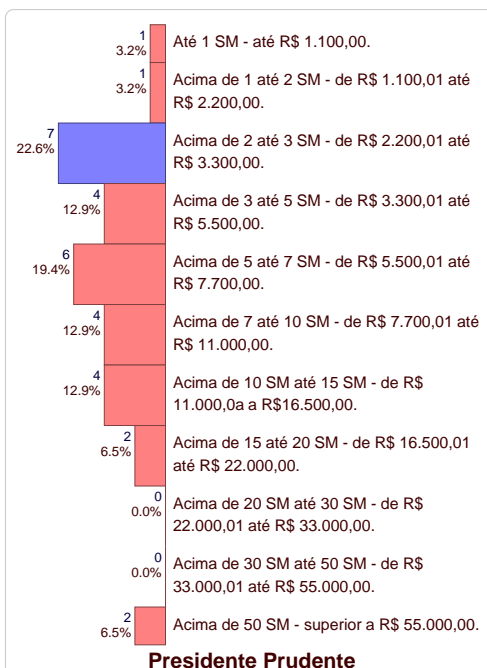 1
3.2%
Até 1 SM - até R$ 1.100,00.
1
3.2%
Acima de 1 até 2 SM - de R$ 1.100,01 até
R$ 2.200,00.
7
22.6%
Acima de 2 até 3 SM - de R$ 2.200,01 até
R$ 3.300,00.
4
12.9%
Acima de 3 até 5 SM - de R$ 3.300,01 até
R$ 5.500,00.
6
19.4%
Acima de 5 até 7 SM - de R$ 5.500,01 até
R$ 7.700,00.
4
12.9%
Acima de 7 até 10 SM - de R$ 7.700,01 até
R$ 11.000,00.
4
12.9%
Acima de 10 SM até 15 SM - de R$
11.000,0a a R$16.500,00.
2
6.5%
Acima de 15 até 20 SM - de R$ 16.500,01
até R$ 22.000,00.
0
0.0%
Acima de 20 SM até 30 SM - de R$
22.000,01 até R$ 33.000,00.
0
0.0%
Acima de 30 SM até 50 SM - de R$
33.000,01 até R$ 55.000,00.
2
6.5%
Acima de 50 SM - superior a R$ 55.000,00.
Presidente Prudente